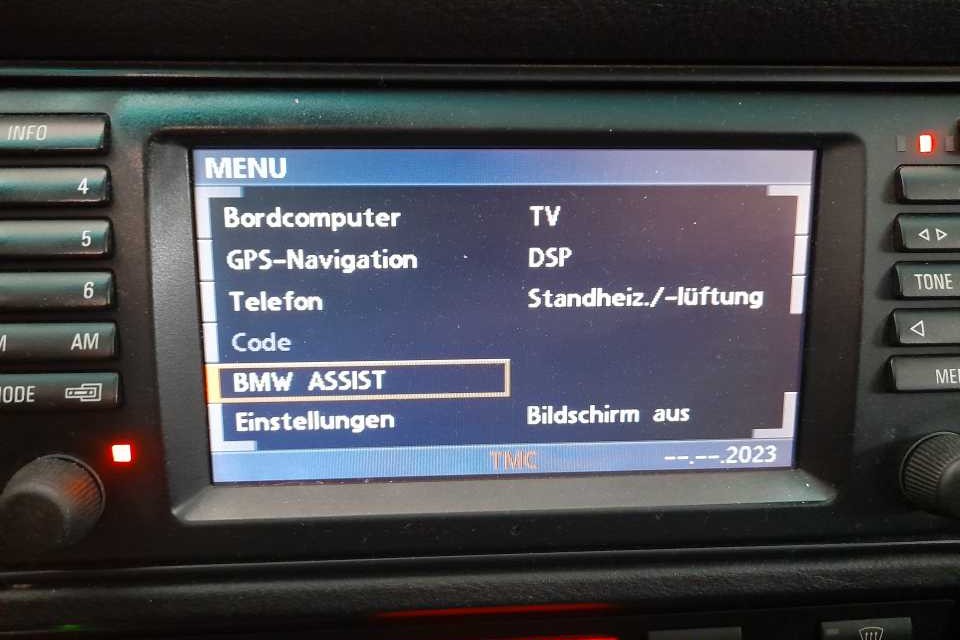 INFO
4
5
6
AM
MENU
Bordcomputer TV
GPS-Navigation DSP
Telefon Standheiz./-lüftung
Code
BMW ASSIST
Einstellungen Bildschirm aus
TMC --.--.2023
TONE